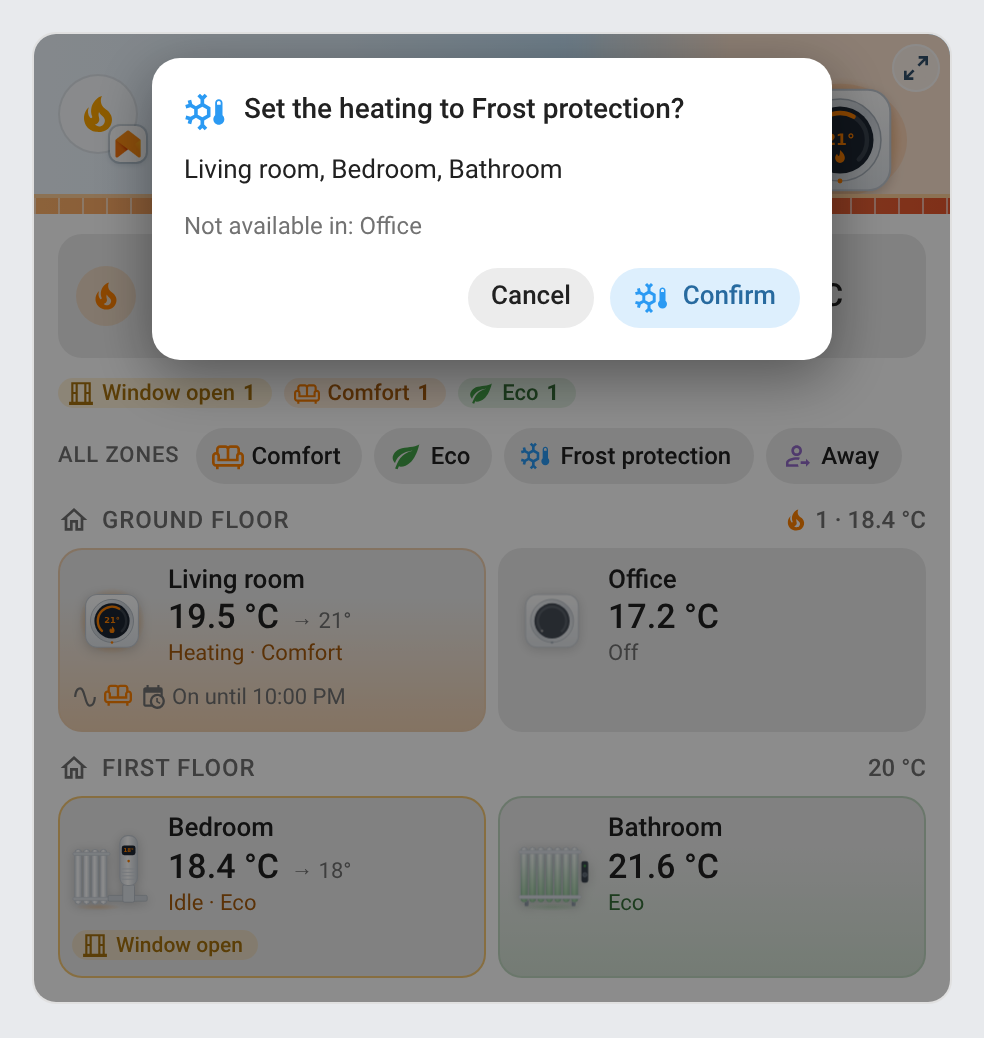 Set the heating to Frost protection?
Living room, Bedroom, Bathroom
Not available in: Office
Cancel
Confirm
21°
C
Window open 1
Comfort 1
Eco 1
ALL ZONES
Comfort
Eco
Frost protection
Away
GROUND FLOOR
1 · 18.4 °C
Living room
19.5 °C → 21°
Heating · Comfort
21°
On until 10:00 PM
Office
17.2 °C
Off
FIRST FLOOR
20 °C
Bedroom
18.4 °C → 18°
Idle · Eco
18°
Window open
Bathroom
21.6 °C
Eco